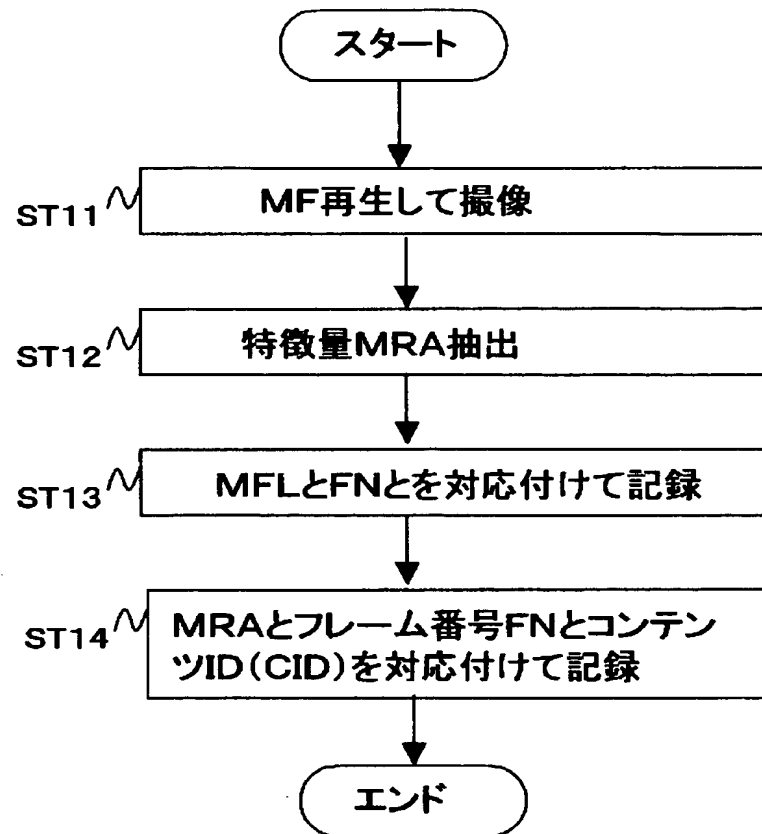 スタート
ST11
MF再生して撮像
ST12
特徴量MRA抽出
ST13
MFLとFNとを対応付けて記録
ST14
MRAとフレーム番号FNとコンテン
ツID(CID)を対応付けて記録
エンド